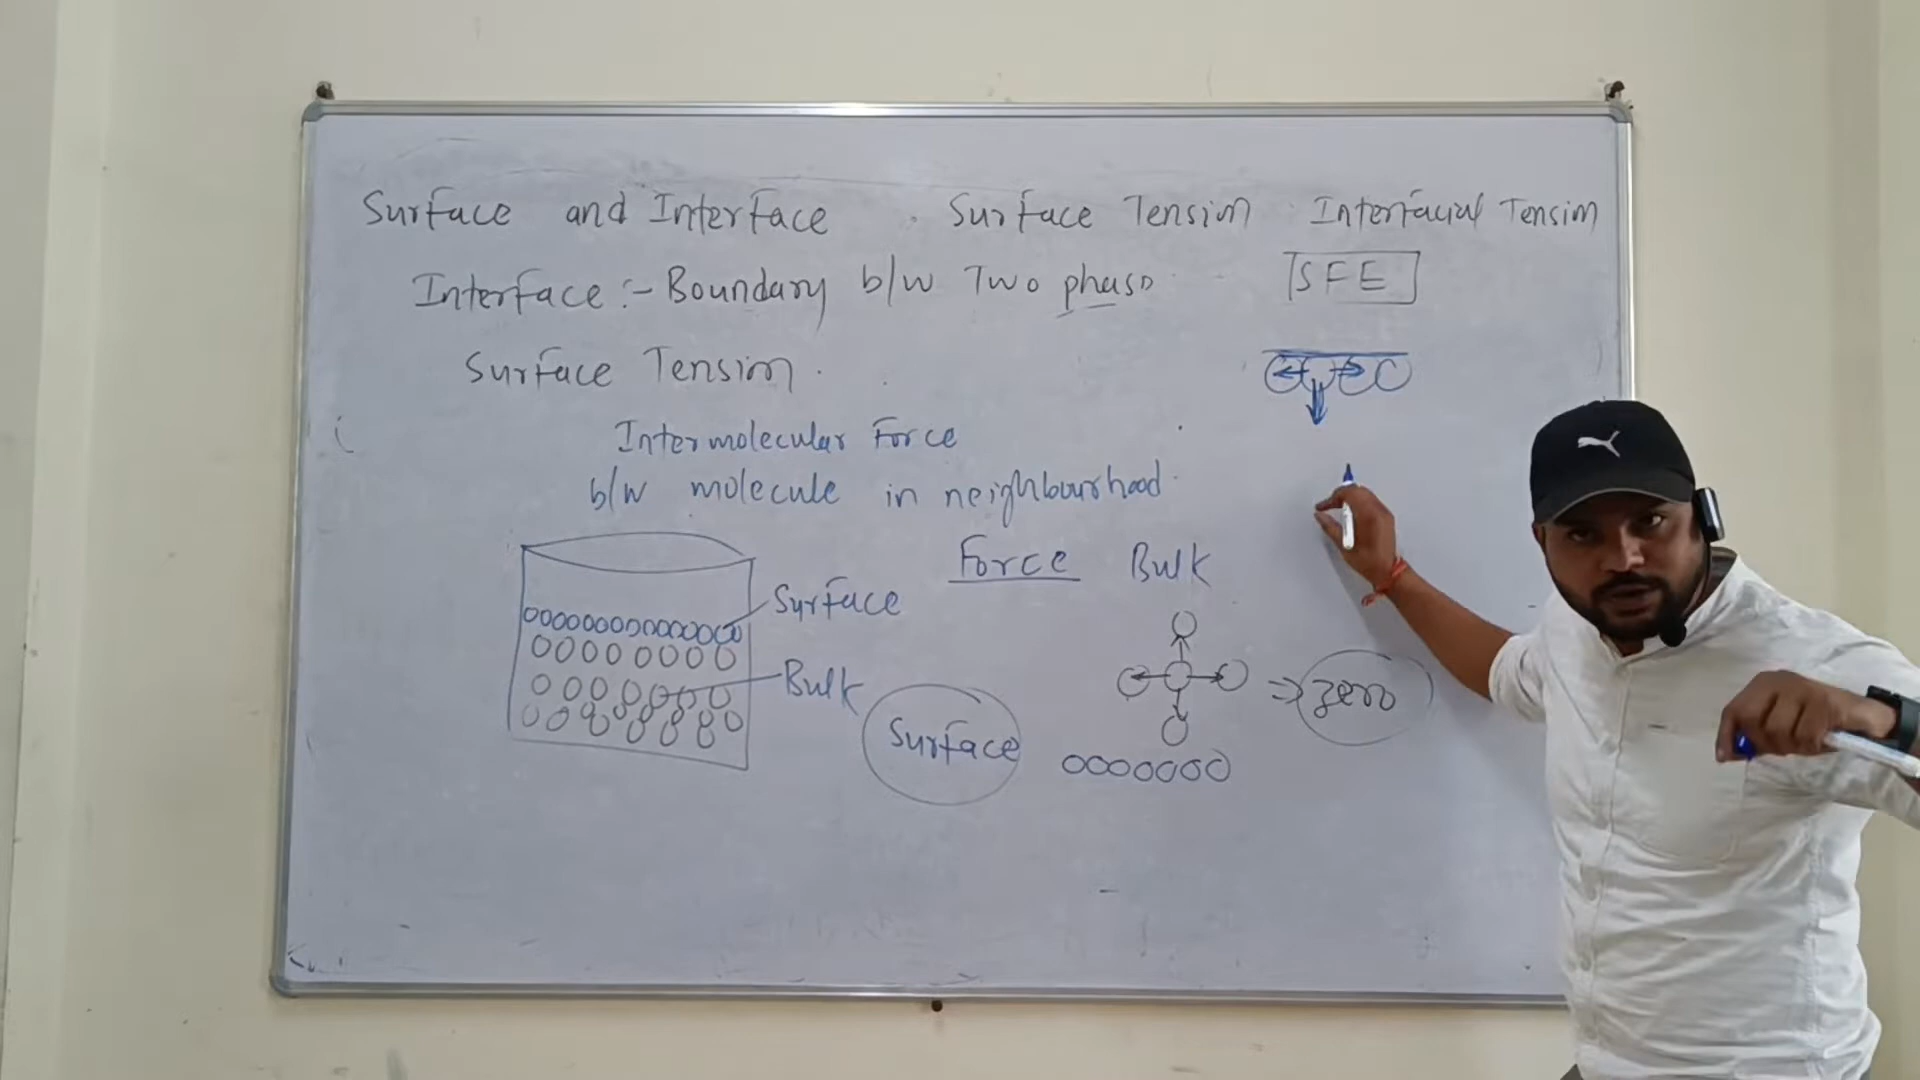 Surface and Interface . Surface Tension Interfacial Tension
Interface :- Boundary b/w Two phase
SFE
Surface Tension .
Intermolecular Force
b/w molecule in neighbourhood.
Force Bulk
Surface
Bulk
Surface
⇒ zero